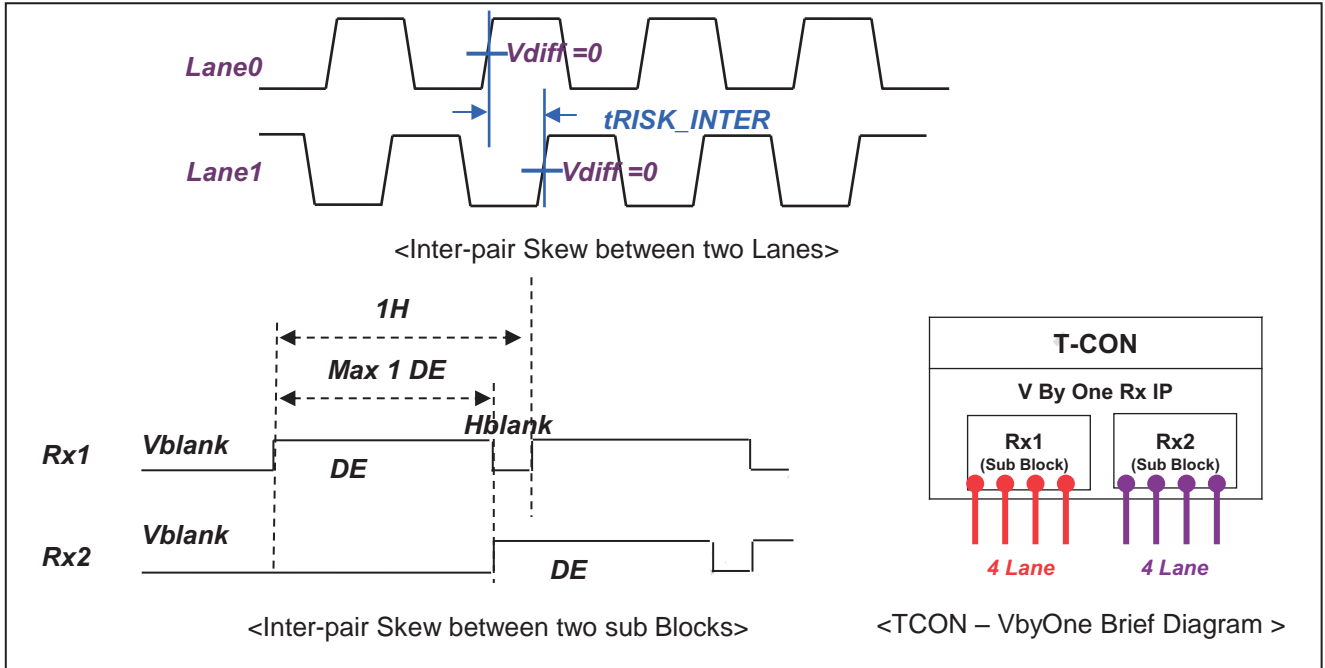 Lane0
Vdiff =0
tRISK_INTER
Lane1
Vdiff =0
<Inter-pair Skew between two Lanes>
1H
Max 1 DE
Hblank
Rx1
Vblank
DE
Rx2
Vblank
DE
<Inter-pair Skew between two sub Blocks>
T-CON
V By One Rx IP
Rx1
(Sub Block)
Rx2
(Sub Block)
4 Lane
4 Lane
<TCON – VbyOne Brief Diagram >